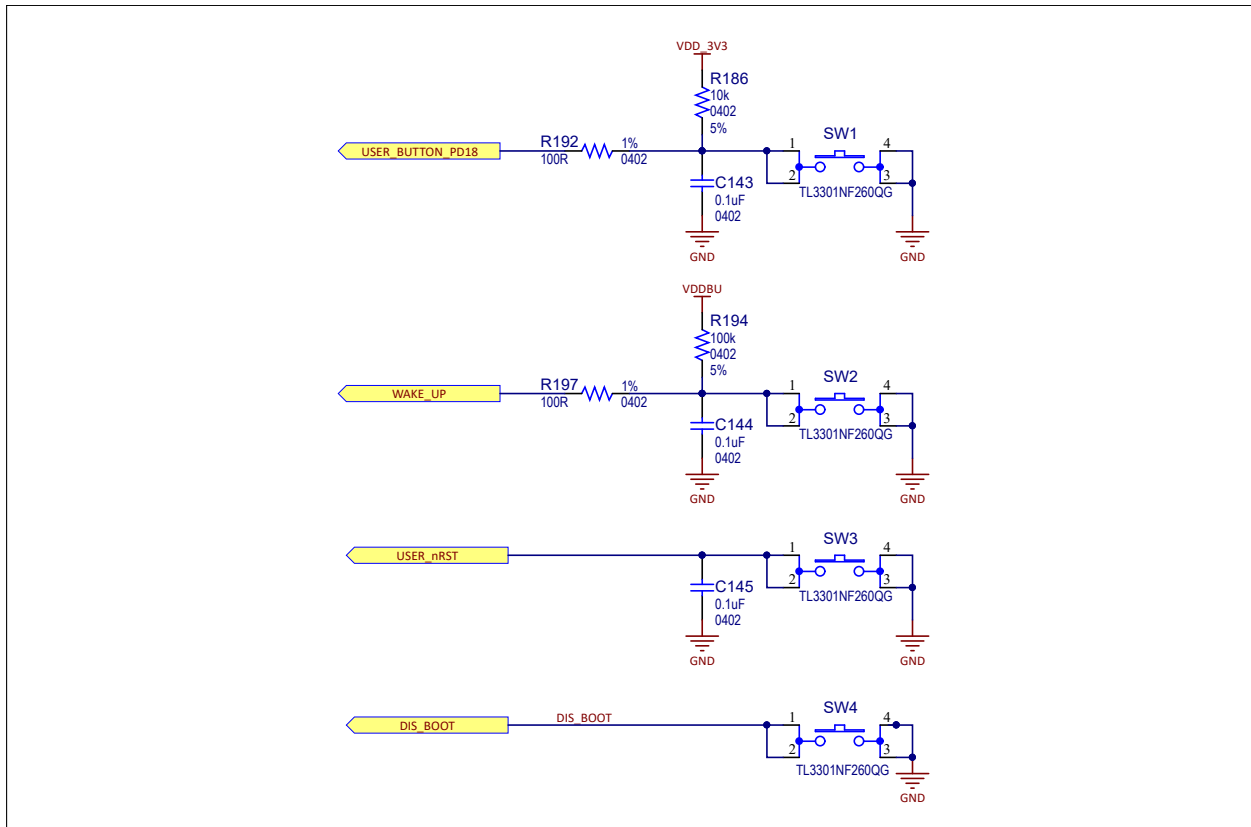 VDD_3V3
R186
10k
0402
5%
USER_BUTTON_PD18
R192
100R
1%
0402
C143
0.1uF
0402
GND
1
2
SW1
4
3
TL3301NF260QG
GND
VDDBU
R194
100k
0402
5%
WAKE_UP
R197
100R
1%
0402
C144
0.1uF
0402
GND
1
2
SW2
4
3
TL3301NF260QG
GND
USER_nRST
C145
0.1uF
0402
GND
1
2
SW3
4
3
TL3301NF260QG
GND
DIS_BOOT
DIS_BOOT
1
2
SW4
4
3
TL3301NF260QG
GND